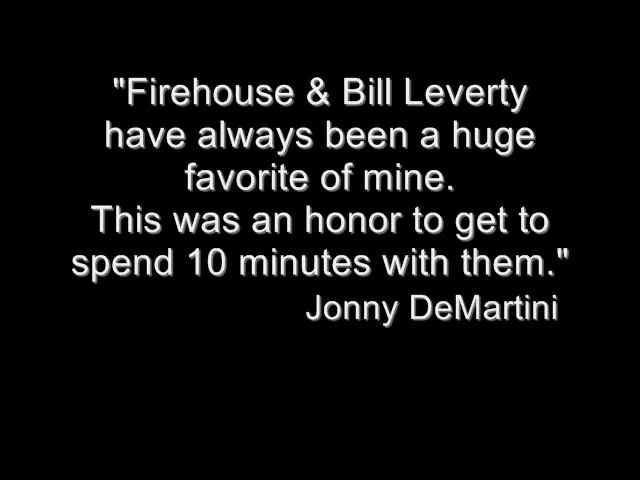 "Firehouse & Bill Leverty
have always been a huge
favorite of mine.
This was an honor to get to
spend 10 minutes with them."
Jonny DeMartini